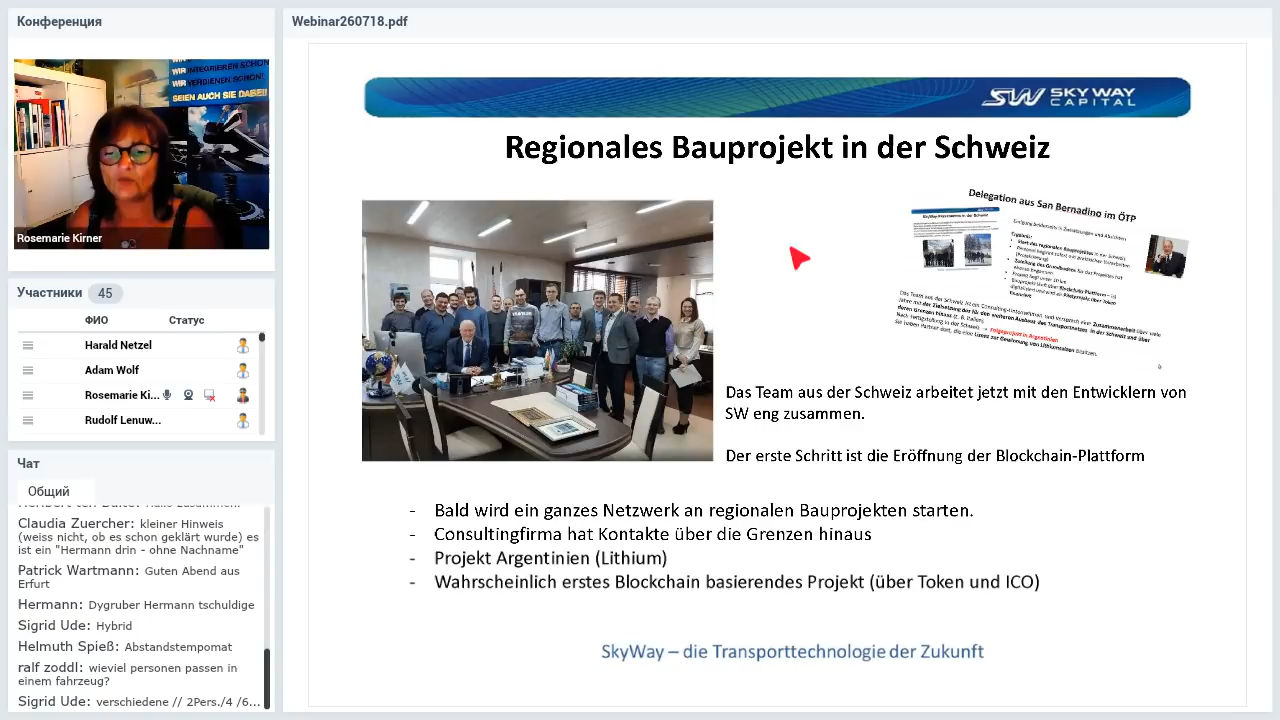 Конференция
WIR INTEGRIEREN SCHON
WIR VERDIENEN SCHON!
SEIEN AUCH SIE DABEI!
Rosemarie Kirner
Участники 45
ФИО Статус
Harald Netzel
Adam Wolf
Rosemarie Ki...
Rudolf Lenuw...
Чат
Общий
Claudia Zuercher: kleiner Hinweis
(weiss nicht, ob es schon geklärt wurde) es
ist ein "Hermann drin - ohne Nachname"
Patrick Wartmann: Guten Abend aus
Erfurt
Hermann: Dygruber Hermann tschuldige
Sigrid Ude: Hybrid
Helmuth Spieß: Abstandstempomat
ralf zoddl: wieviel personen passen in
einem fahrzeug?
Sigrid Ude: verschiedene // 2Pers./4 /6...
Webinar260718.pdf
SW SKY WAY
CAPITAL
Regionales Bauprojekt in der Schweiz
Delegation aus San Bernadino im ÖTP
Das Team aus der Schweiz arbeitet jetzt mit den Entwicklern von
SW eng zusammen.
Der erste Schritt ist die Eröffnung der Blockchain-Plattform
- Bald wird ein ganzes Netzwerk an regionalen Bauprojekten starten.
- Consultingfirma hat Kontakte über die Grenzen hinaus
- Projekt Argentinien (Lithium)
- Wahrscheinlich erstes Blockchain basierendes Projekt (über Token und ICO)
SkyWay – die Transporttechnologie der Zukunft